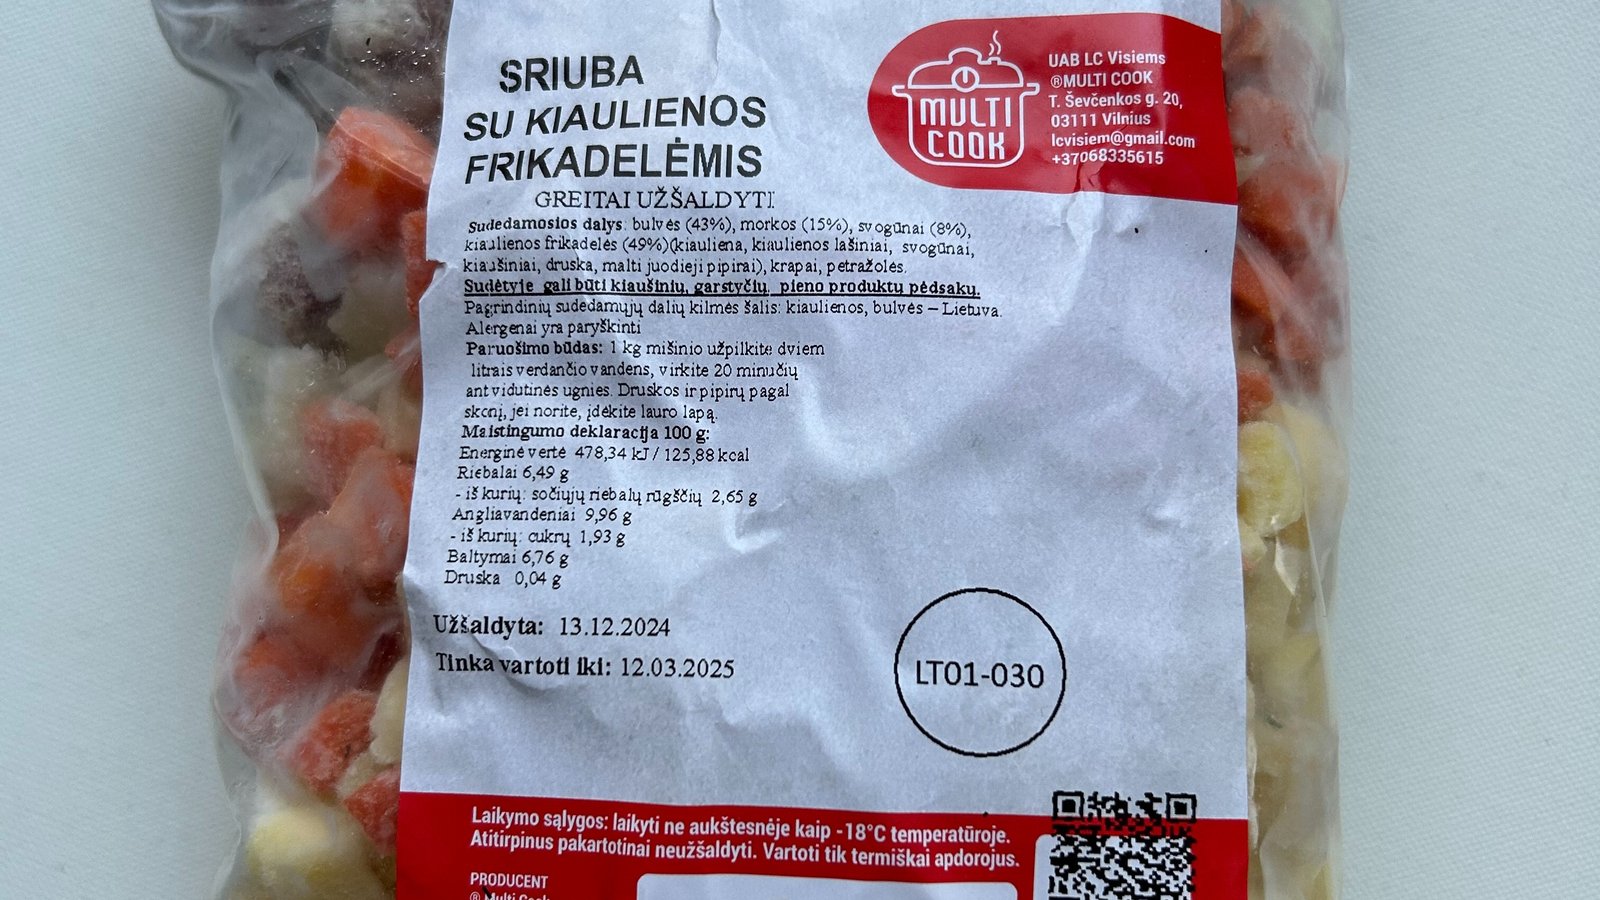 SRIUBA
SU KIAULIENOS
FRIKADELĖMIS
GREITAI UŽŠALDYTI
Sudedamosios dalys: bulvės (43%), morkos (15%), svogūnai (8%),
kiaulienos frikadelės (49%)(kiauliena, kiaulienos lašiniai, svogūnai,
kiaušiniai, druska, malti juodieji pipirai), krapai, petražolės.
Sudėtyje gali būti kiaušinių, garstyčių, pieno produktų pėdsakų.
Pagrindinių sudedamųjų dalių kilmės šalis: kiaulienos, bulvės – Lietuva.
Alergenai yra paryškinti
Paruošimo būdas: 1 kg mišinio užpilkite dviem
litrais verdančio vandens, virkite 20 minučių
ant vidutinės ugnies. Druskos ir pipirų pagal
skonį, jei norite, įdėkite lauro lapą.
Maistingumo deklaracija 100 g:
Energinė vertė 478,34 kJ / 125,88 kcal
Riebalai 6,49 g
- iš kurių: sočiųjų riebalų rūgščių 2,65 g
Angliavandeniai 9,96 g
- iš kurių: cukrų 1,93 g
Baltymai 6,76 g
Druska 0,04 g
Užšaldyta: 13.12.2024
Tinka vartoti iki: 12.03.2025
MULTI
COOK
UAB LC Visiems
®MULTI COOK
T. Ševčenkos g. 20,
03111 Vilnius
lcvisiem@gmail.com
+37068335615
LT01-030
Laikymo sąlygos: laikyti ne aukštesnėje kaip -18°C temperatūroje.
Atitirpinus pakartotinai neužšaldyti. Vartoti tik termiškai apdorojus.
PRODUCENT
® Multi Cook